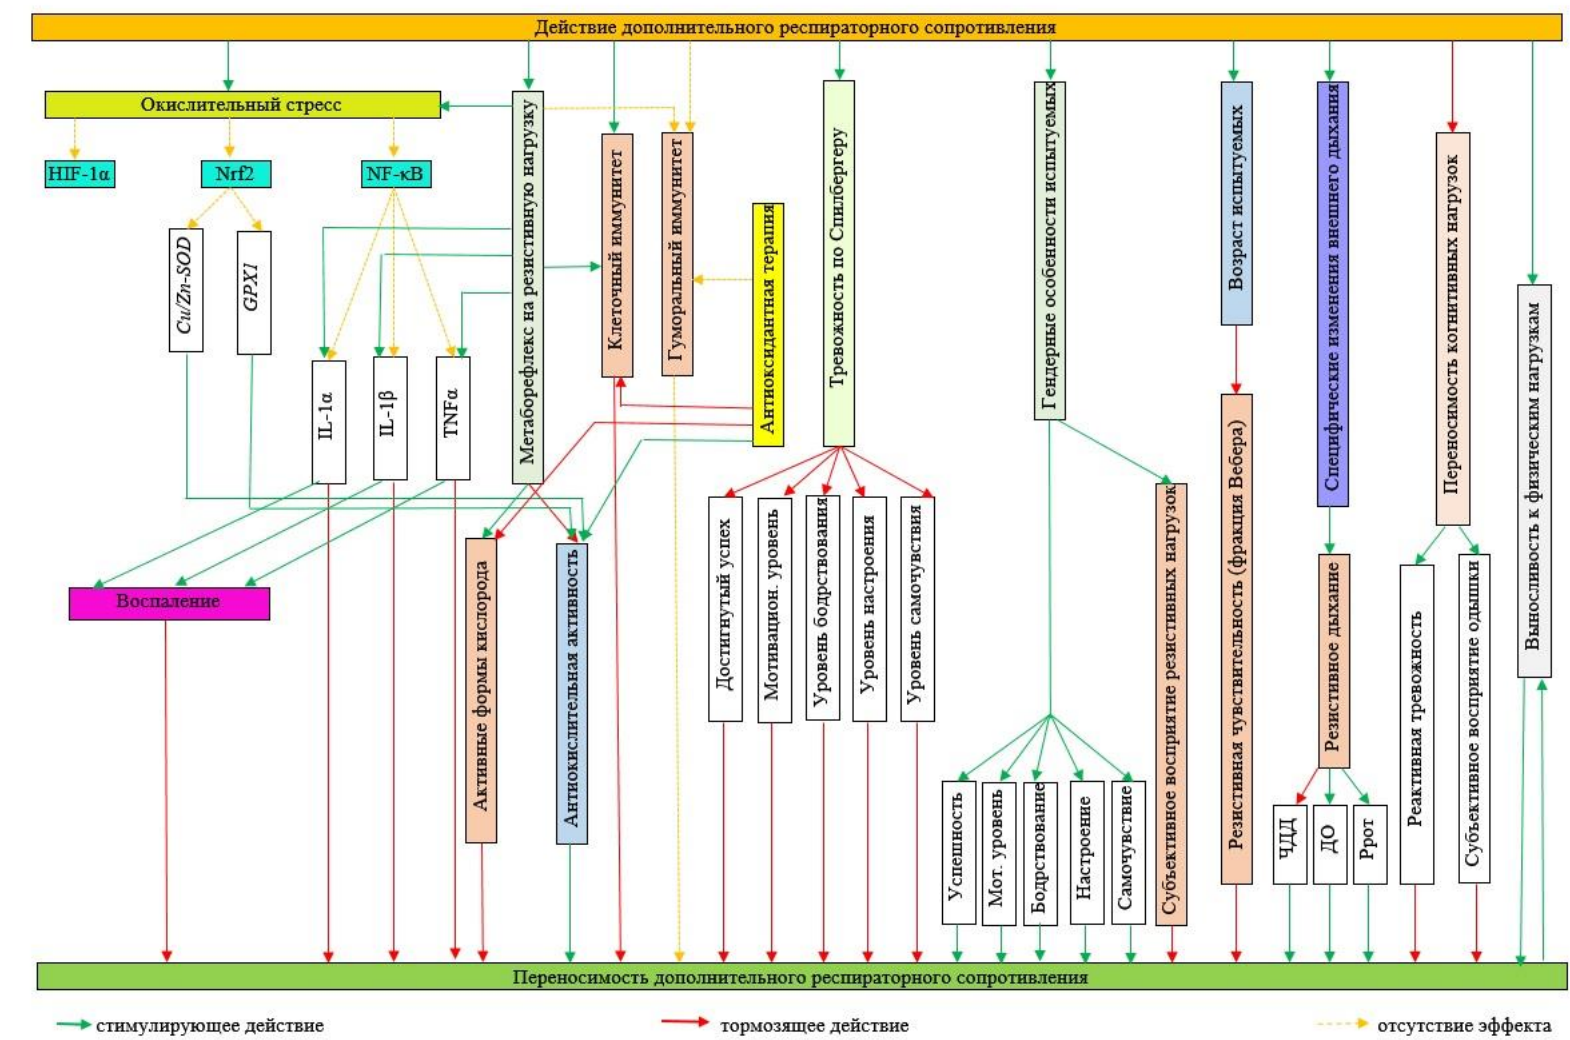 Действие дополнительного респираторного сопротивления
Окислительный стресс
HIF-1α
Nrf2
NF-κB
Cu/Zn-SOD
GPX1
IL-1α
IL-1β
TNFα
Метаборефлекс на резистивную нагрузку
Клеточный иммунитет
Гуморальный иммунитет
Антиоксидантная терапия
Тревожность по Спилбергеру
Гендерные особенности испытуемых
Возраст испытуемых
Специфические изменения внешнего дыхания
Переносимость когнитивных нагрузок
Выносливость к физическим нагрузкам
Воспаление
Активные формы кислорода
Антиокислительная активность
Достигнутый успех
Мотивацион. уровень
Уровень бодрствования
Уровень настроения
Уровень самочувствия
Успешность
Мот. уровень
Бодрствование
Настроение
Самочувствие
Субъективное восприятие резистивных нагрузок
Резистивная чувствительность (фракция Вебера)
Резистивное дыхание
ЧДД
ДО
Ррот
Реактивная тревожность
Субъективное восприятие одышки
Переносимость дополнительного респираторного сопротивления
стимулирующее действие
тормозящее действие
отсутствие эффекта